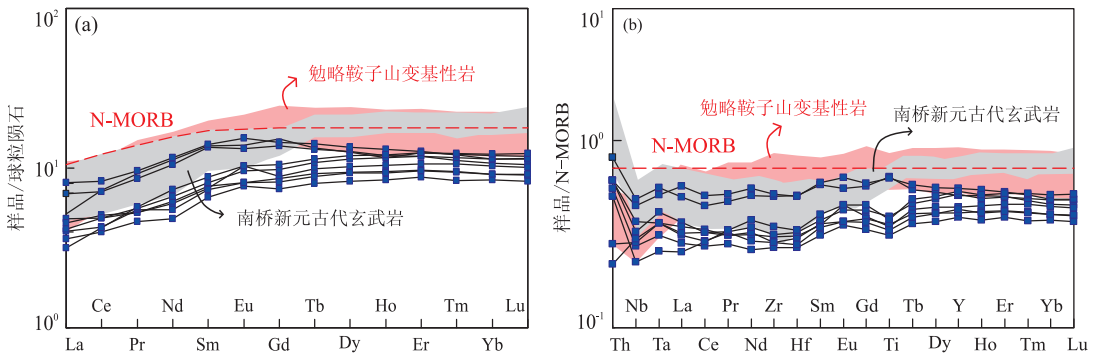 (a)
10²
10¹
10⁰
样品/球粒陨石
N-MORB
勉略鞍子山变基性岩
南桥新元古代玄武岩
Ce Nd Eu Tb Ho Tm Lu
La Pr Sm Gd Dy Er Yb
(b)
10¹
10⁰
10⁻¹
样品/N-MORB
N-MORB
勉略鞍子山变基性岩
南桥新元古代玄武岩
Nb La Pr Zr Sm Gd Tb Y Er Yb
Th Ta Ce Nd Hf Eu Ti Dy Ho Tm Lu